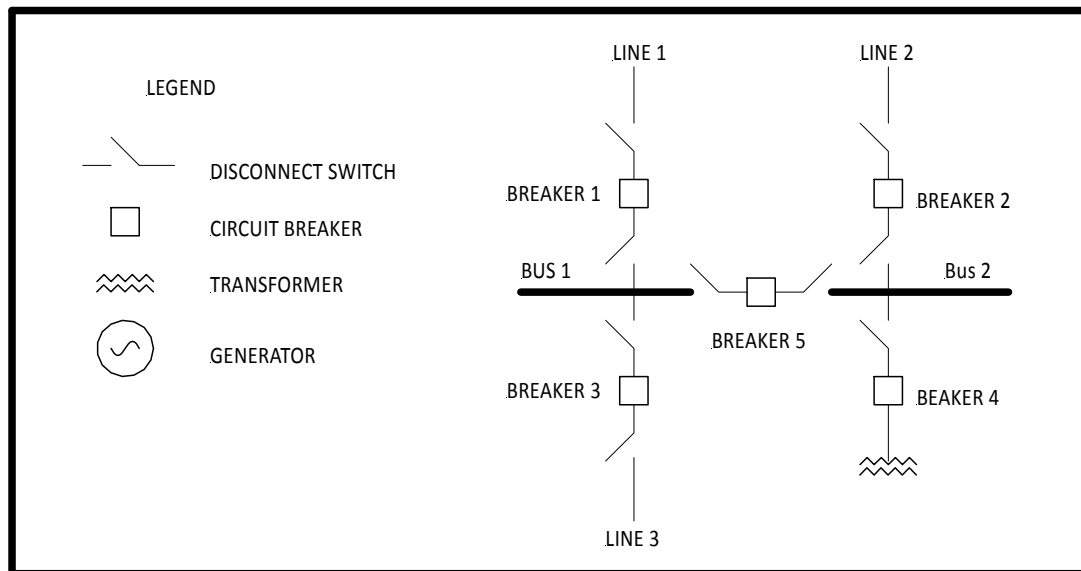 LEGEND
DISCONNECT SWITCH
CIRCUIT BREAKER
TRANSFORMER
GENERATOR
LINE 1
LINE 2
BREAKER 1
BREAKER 2
BUS 1
Bus 2
BREAKER 5
BREAKER 3
BEAKER 4
LINE 3